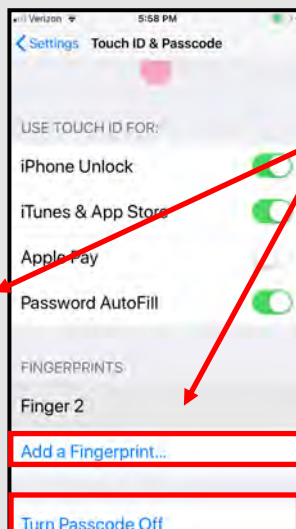 Verizon 5:58 PM
Settings Touch ID & Passcode
USE TOUCH ID FOR:
iPhone Unlock
iTunes & App Store
Apple Pay
Password AutoFill
FINGERPRINTS
Finger 2
Add a Fingerprint...
Turn Passcode Off